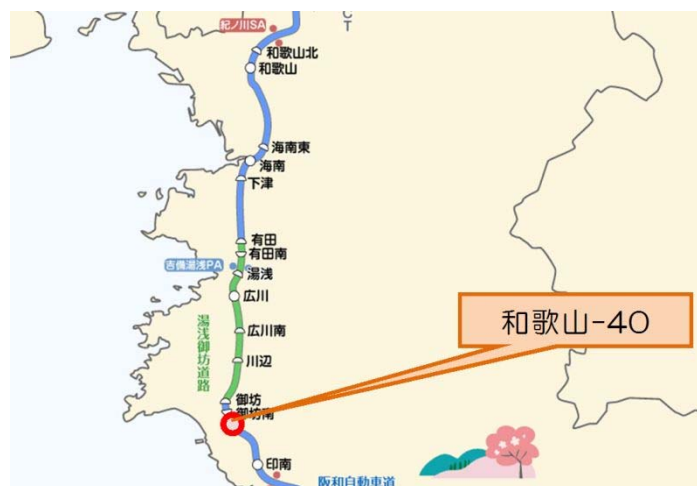 紀ノ川SA
C
T
和歌山北
和歌山
海南東
海南
下津
有田
有田南
吉備湯浅PA
湯浅
広川
和歌山-40
湯浅御坊道路
広川南
川辺
御坊
御坊南
印南
阪和自動車道